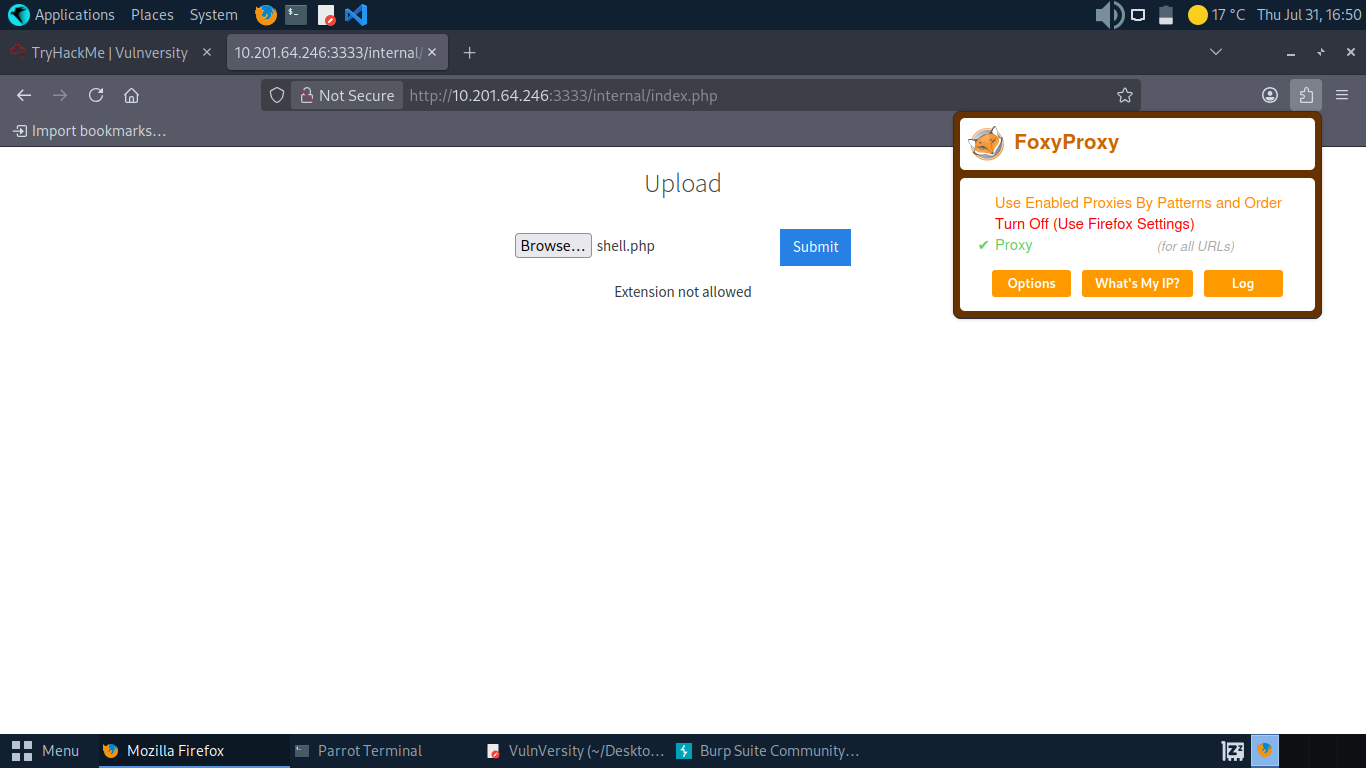 Applications Places System 17 °C Thu Jul 31, 16:50
TryHackMe | Vulnversity 10.201.64.246:3333/internal/
Not Secure http://10.201.64.246:3333/internal/index.php
Import bookmarks…
FoxyProxy
Use Enabled Proxies By Patterns and Order
Turn Off (Use Firefox Settings)
Proxy (for all URLs)
Options What's My IP? Log
Upload
Browse… shell.php Submit
Extension not allowed
Menu Mozilla Firefox Parrot Terminal VulnVersity (~/Deskto… Burp Suite Community…